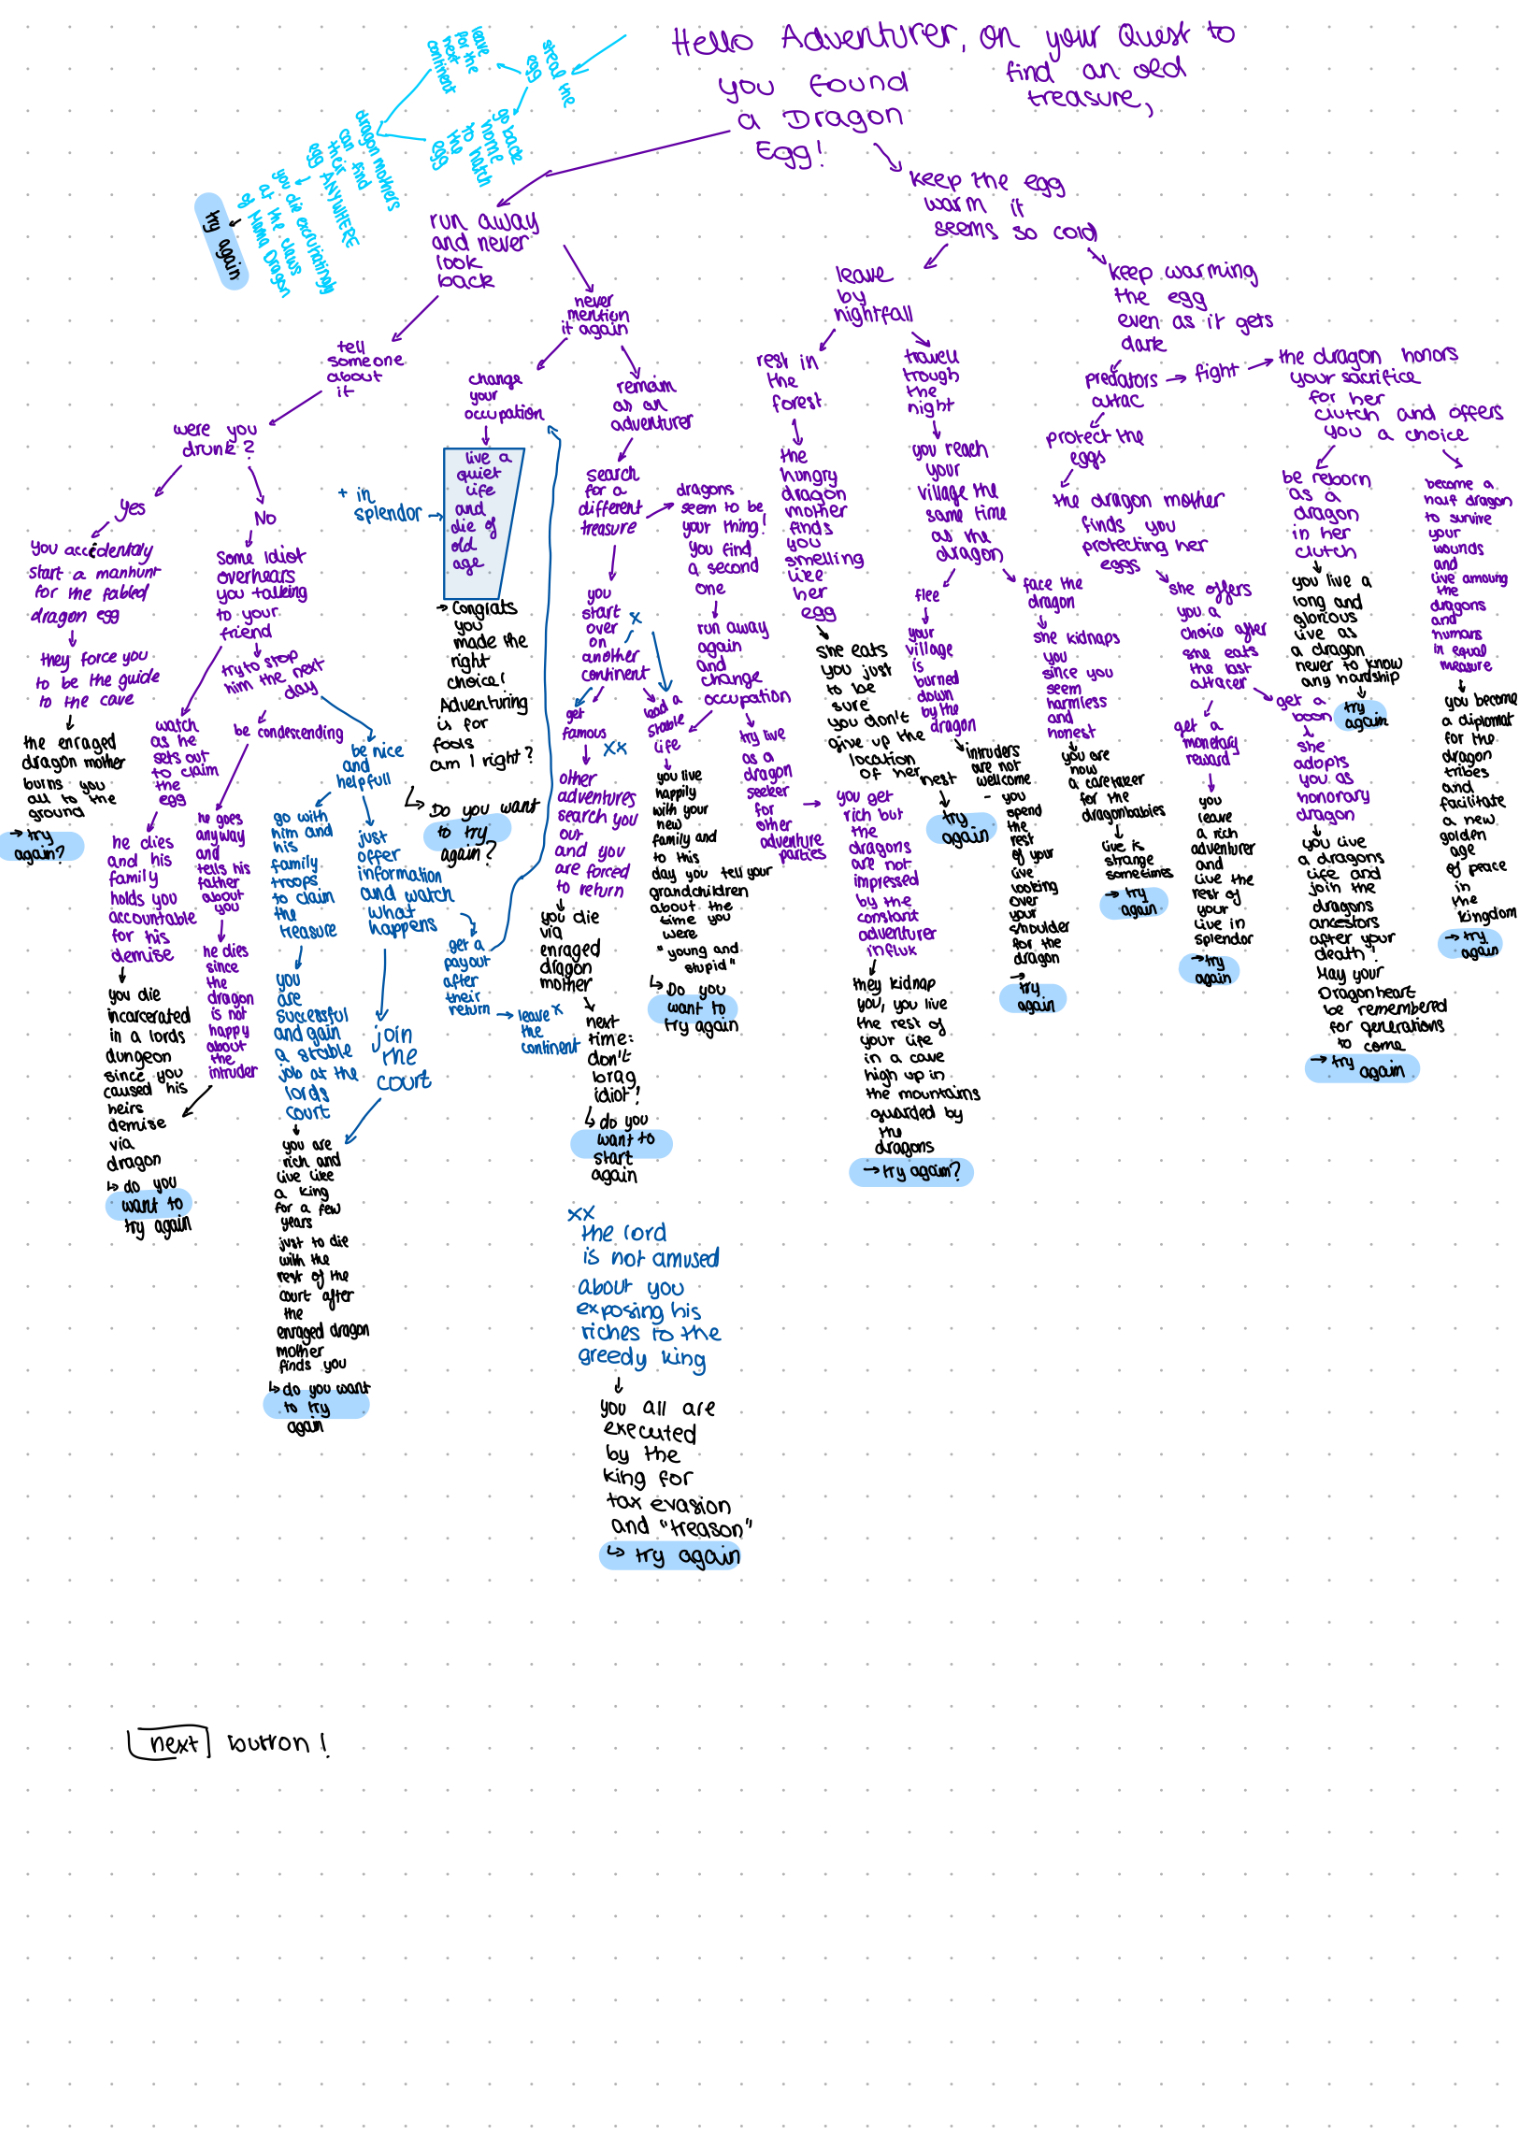 Hello Adventurer, on your Quest to
find an old
treasure,
you found
a Dragon
Egg!
steal the
egg
leave
for the
next
continent
go back
home
to hatch
the
egg
dragon mothers
can find
their
egg ANYWHERE
you die excrutiatingly
at the claws
of Mama Dragon
try again
run away
and never
look
back
tell
someone
about
it
were you
drunk?
yes
you accidentaly
start a manhunt
for the fabled
dragon egg
they force you
to be the guide
to the cave
the enraged
dragon mother
burns you
all to the
ground
→ try
again?
No
Some Idiot
overhears
you talking
to your
friend
watch
as he
sets out
to claim
the
egg
he dies
and his
family
holds you
accountable
for his
demise
you die
incarcerated
in a lords
dungeon
since you
caused his
heirs
demise
via
dragon
↳ do you
want to
try again
try to stop
him the next
day
be condescending
he goes
anyway
and
tells his
father
about
you
he dies
since
the
dragon
is not
happy
about
the
intruder
be nice
and
helpfull
go with
him and
his
family
troops
to claim
the
treasure
you
are
successful
and gain
a stable
job at the
lords
court
just
offer
information
and watch
what
happens
join
the
court
you are
rich and
live like
a king
for a few
years
just to die
with the
rest of the
court after
the
enraged dragon
mother
finds you
↳ do you want
to try
again
get a
payout
after
their
return
→ leave x
the
continent
never
mention
it again
change
your
occupation
+ in
splendor →
live a
quiet
life
and
die of
old
age
→ Congrats
you
made the
right
choice!
Adventuring
is for
fools
am I right?
↳ Do you want
to try
again?
remain
as an
adventurer
search
for a
different
treasure
you
start
over
on
another
continent
x
get
famous
xx
other
adventures
search you
out
and you
are forced
to return
you die
via
enraged
dragon
mother
next
time:
don't
brag
idiot!
↳ do you
want to
start
again
lead a
stable
life
you live
happily
with your
new
family and
to this
day you tell your
grandchildren
about the
time you
were
"young and
stupid"
↳ Do you
want to
try again
dragons
seem to be
your thing!
you find
a second
one
run away
again
and
change
occupation
try live
as a
dragon
seeker
for
other
adventure
parties
you get
rich but
the
dragons
are not
impressed
by the
constant
adventurer
influx
they kidnap
you, you live
the rest of
your life
in a cave
high up in
the mountains
guarded by
the
dragons
→ try again?
xx
the lord
is not amused
about you
exposing his
riches to the
greedy king
you all are
executed
by the
king for
tax evasion
and "treason"
↳ try again
keep the egg
warm it
seems so cold
leave
by
nightfall
rest in
the
forest
the
hungry
dragon
mother
finds
you
smelling
like
her
egg
she eats
you just
to be
sure
you don't
give up the
location
of her
nest
try
again
travell
trough
the
night
you reach
your
village the
same time
as the
dragon
flee
your
village
is
burned
down
by the
dragon
intruders
are not
wellcome
- you
spend
the
rest
of your
live
looking
over
your
shoulder
for the
dragon
→
try
again
face the
dragon
she kidnaps
you
since you
seem
harmless
and
honest
you are
now
a caretaker
for the
dragonbabies
live is
strange
sometimes
→ try
again
keep warming
the egg
even as it gets
dark
predators
attac
→ fight →
protect the
eggs
the dragon mother
finds you
protecting her
eggs
she offers
you a
choice after
she eats
the last
attacer
get a
monetary
reward
you
leave
a rich
adventurer
and
live the
rest of
your
live in
splendor
→ try
again
get a
boon
she
adopts
you as
honorary
dragon
you live
a dragons
life and
join the
dragons
ancestors
after your
death.
May your
Dragonheart
be remembered
for generations
to come
→ try
again
the dragon honors
your sacrifice
for her
clutch and offers
you a choice
be reborn
as a
dragon
in her
clutch
you live a
long and
glorious
live as
a dragon
never to know
any hardship
try
again
become a
half dragon
to survive
your
wounds
and
live amoung
the
dragons
and
humans
in equal
measure
you become
a diplomat
for the
dragon
tribes
and
facilitate
a new
golden
age
of peace
in
the
kingdom
→ try
again
next button!